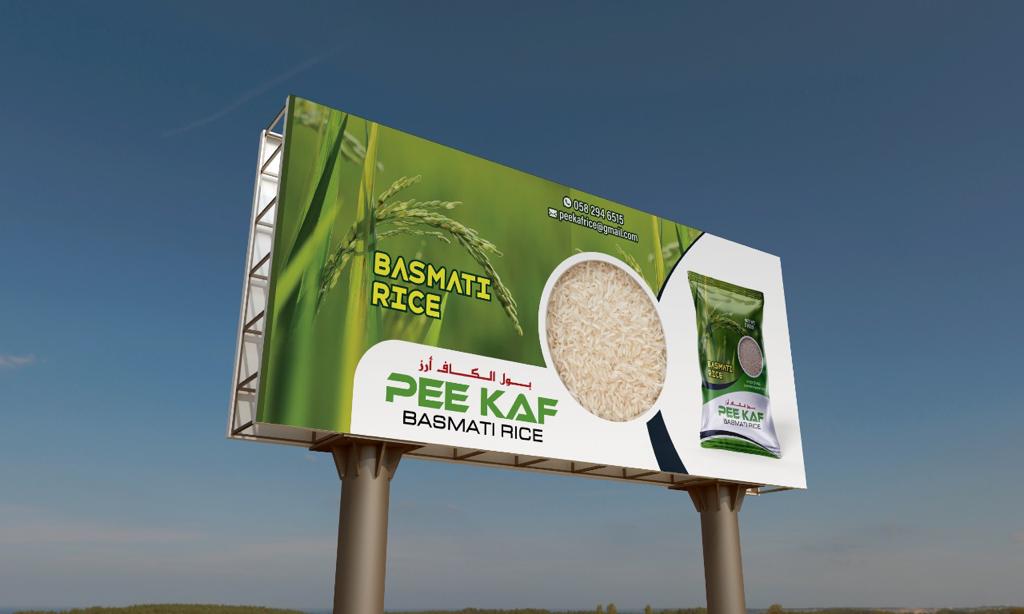 058 294 6515
peekafrice@gmail.com
BASMATI
RICE
بول الكاف أرز
PEE KAF
BASMATI RICE
BASMATI
RICE
PEE KAF
BASMATI RICE